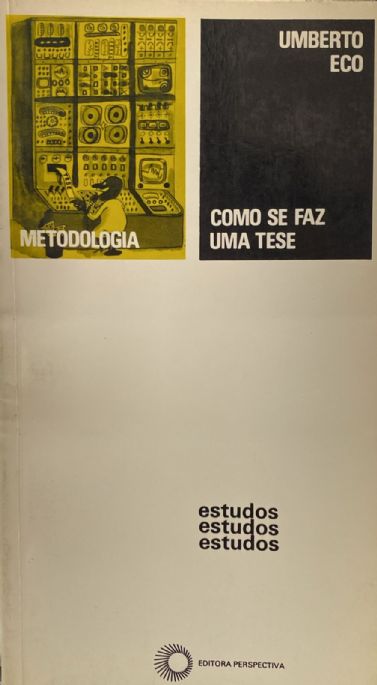 METODOLOGIA
UMBERTO
ECO
COMO SE FAZ
UMA TESE
estudos
estudos
estudos
EDITORA PERSPECTIVA